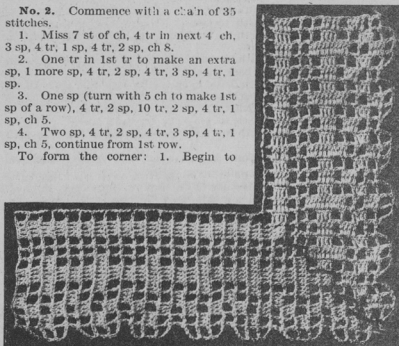 No. 2. Commence with a chain of 35
stitches.
1. Miss 7 st of ch, 4 tr in next 4 ch,
3 sp, 4 tr, 1 sp, 4 tr, 2 sp, ch 8.
2. One tr in 1st tr to make an extra
sp, 1 more sp, 4 tr, 2 sp, 4 tr, 3 sp, 4 tr, 1
sp.
3. One sp (turn with 5 ch to make 1st
sp of a row), 4 tr, 2 sp, 10 tr, 2 sp, 4 tr, 1
sp, ch 5.
4. Two sp, 4 tr, 2 sp, 4 tr, 3 sp, 4 tr, 1
sp, ch 5, continue from 1st row.
To form the corner: 1. Begin to